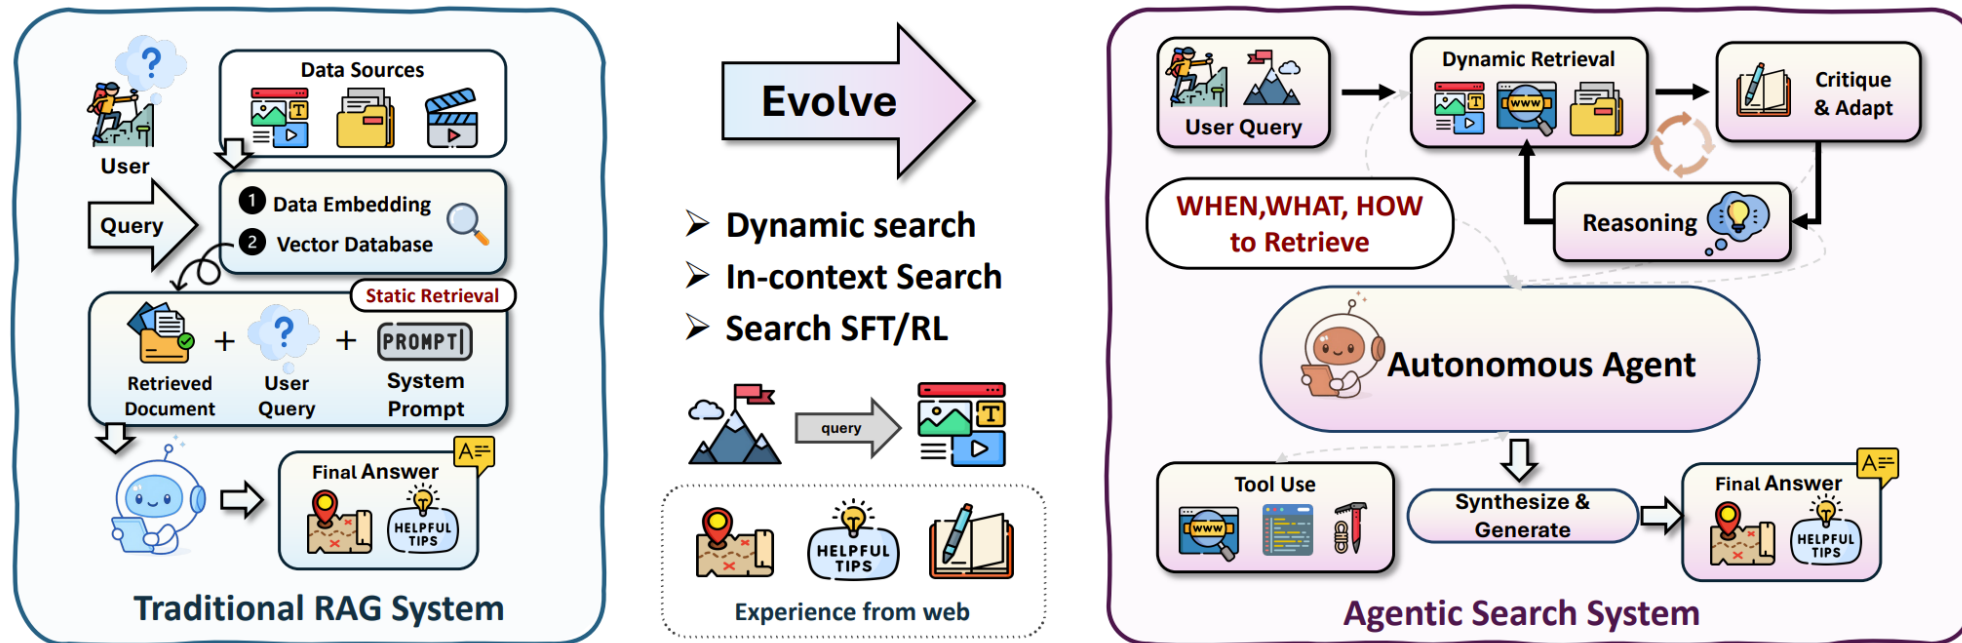 Data Sources
T
User
Query
1 Data Embedding
2 Vector Database
Static Retrieval
+
+
PROMPT
Retrieved
Document
User
Query
System
Prompt
Final Answer
A
HELPFUL
TIPS
Traditional RAG System
Evolve
Dynamic search
In-context Search
Search SFT/RL
query
T
HELPFUL
TIPS
Experience from web
User Query
Dynamic Retrieval
T
WWW
Critique
& Adapt
WHEN,WHAT, HOW
to Retrieve
Reasoning
Autonomous Agent
Tool Use
WWW
Synthesize &
Generate
Final Answer
A
HELPFUL
TIPS
Agentic Search System